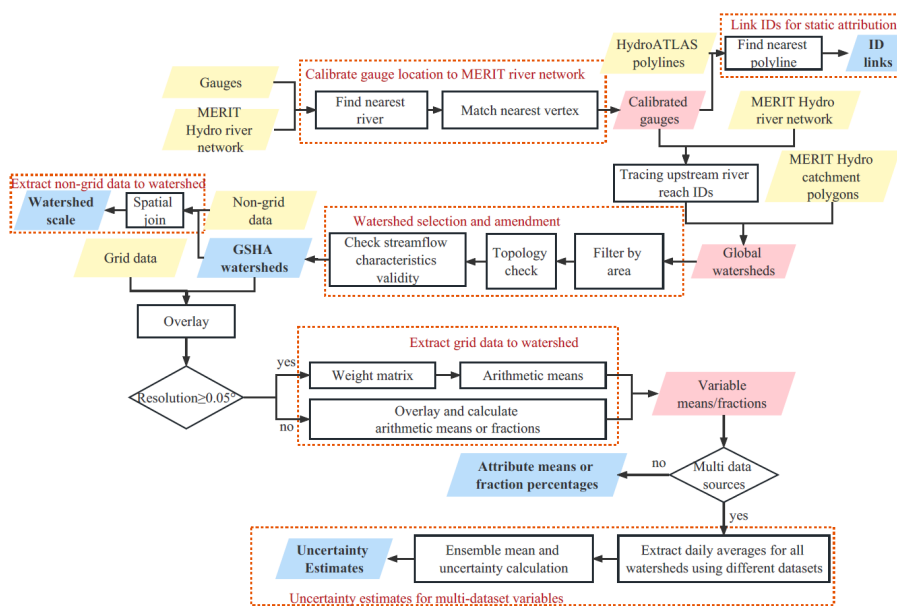 Link IDs for static attribution
HydroATLAS
polylines
Find nearest
polyline
ID
links
Gauges
Calibrate gauge location to MERIT river network
MERIT
Hydro river
network
Find nearest
river
Match nearest vertex
Calibrated
gauges
MERIT Hydro
river network
Tracing upstream river
reach IDs
MERIT Hydro
catchment
polygons
Extract non-grid data to watershed
Watershed
scale
Spatial
join
Non-grid
data
Watershed selection and amendment
Grid data
GSHA
watersheds
Check streamflow
characteristics
validity
Topology
check
Filter by
area
Global
watersheds
Overlay
Extract grid data to watershed
Resolution≥0.05°
yes
Weight matrix
Arithmetic means
no
Overlay and calculate
arithmetic means or fractions
Variable
means/fractions
Attribute means or
fraction percentages
no
Multi data
sources
yes
Uncertainty
Estimates
Ensemble mean and
uncertainty calculation
Extract daily averages for all
watersheds using different datasets
Uncertainty estimates for multi-dataset variables